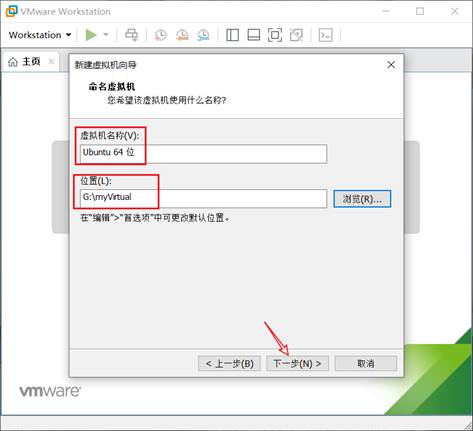 VMware Workstation
Workstation
主页
新建虚拟机向导
命名虚拟机
您希望该虚拟机使用什么名称?
虚拟机名称(V):
Ubuntu 64 位
位置(L):
G:\myVirtual
浏览(R)...
在“编辑”>“首选项”中可更改默认位置。
< 上一步(B)
下一步(N) >
取消
vmware